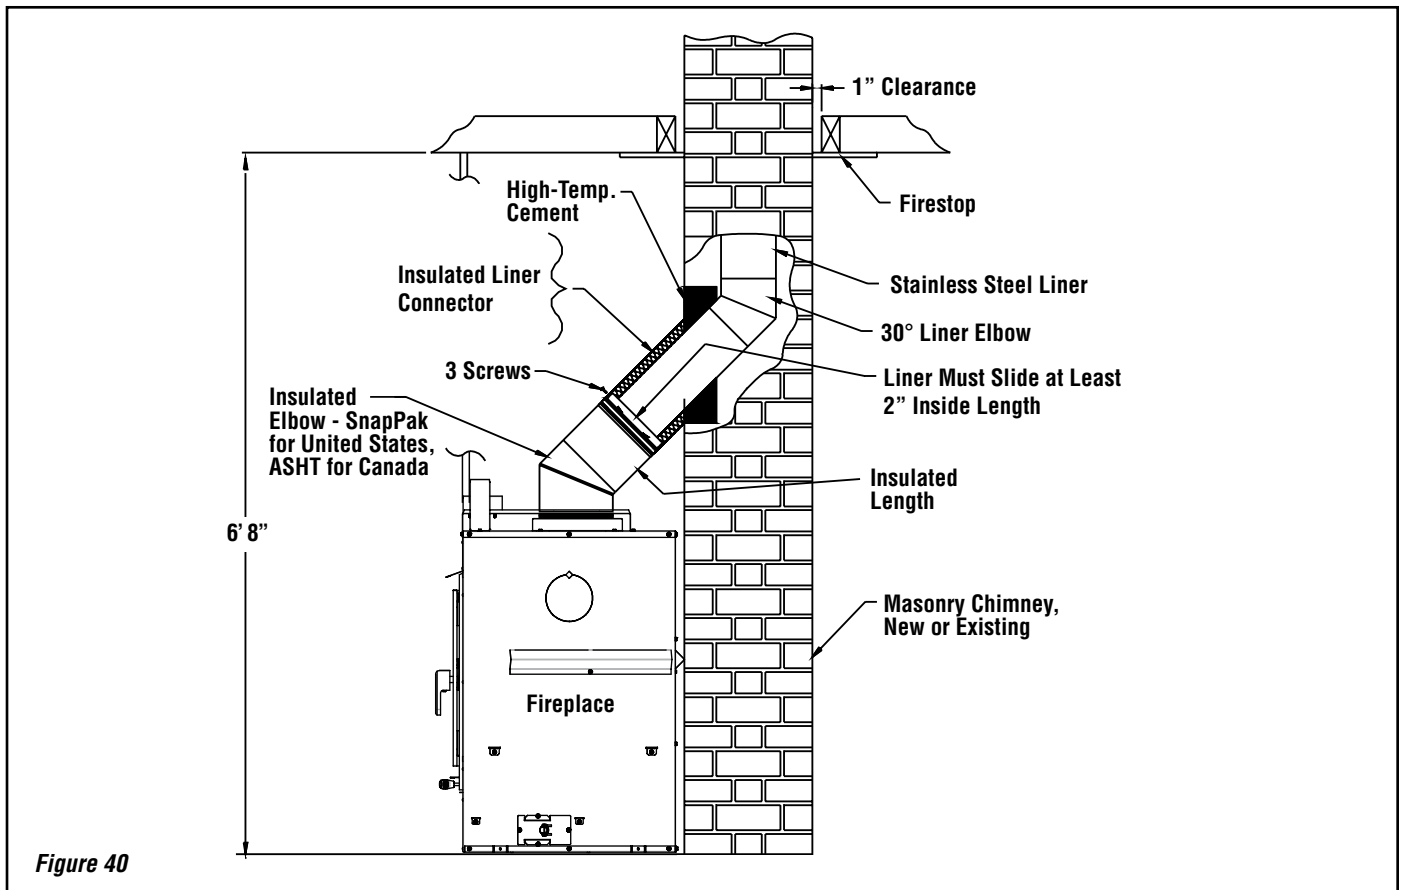 1” Clearance
Firestop
High-Temp.
Cement
Insulated Liner
Connector
Stainless Steel Liner
30° Liner Elbow
3 Screws
Liner Must Slide at Least
2” Inside Length
Insulated
Elbow - SnapPak
for United States,
ASHT for Canada
Insulated
Length
6’ 8”
Masonry Chimney,
New or Existing
Fireplace
Figure 40